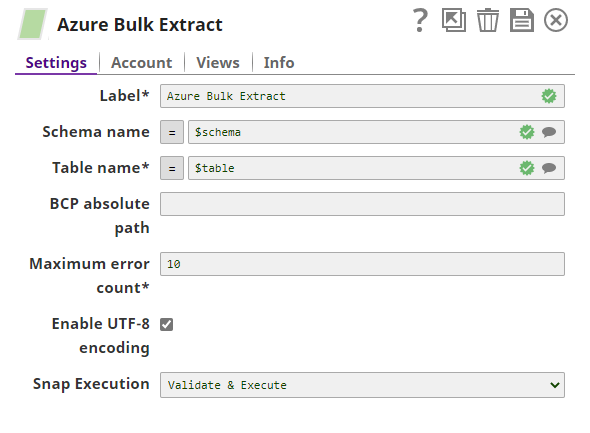 Azure Bulk Extract
Settings Account Views Info
Label* Azure Bulk Extract
Schema name = $schema
Table name* = $table
BCP absolute
path
Maximum error 10
count*
Enable UTF-8
encoding
Snap Execution Validate & Execute